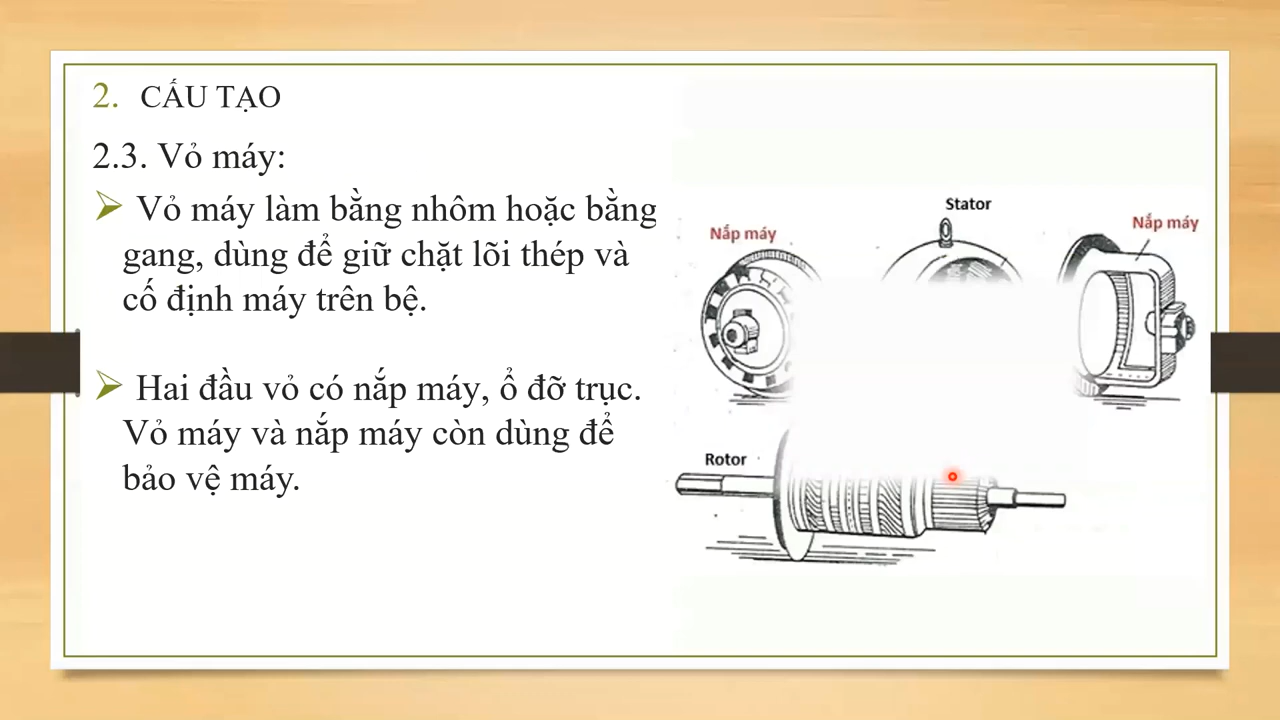 2. CẤU TẠO
2.3. Vỏ máy:
Vỏ máy làm bằng nhôm hoặc bằng
gang, dùng để giữ chặt lõi thép và
cố định máy trên bệ.
Hai đầu vỏ có nắp máy, ổ đỡ trục.
Vỏ máy và nắp máy còn dùng để
bảo vệ máy.
Stator
Nắp máy
Nắp máy
Rotor